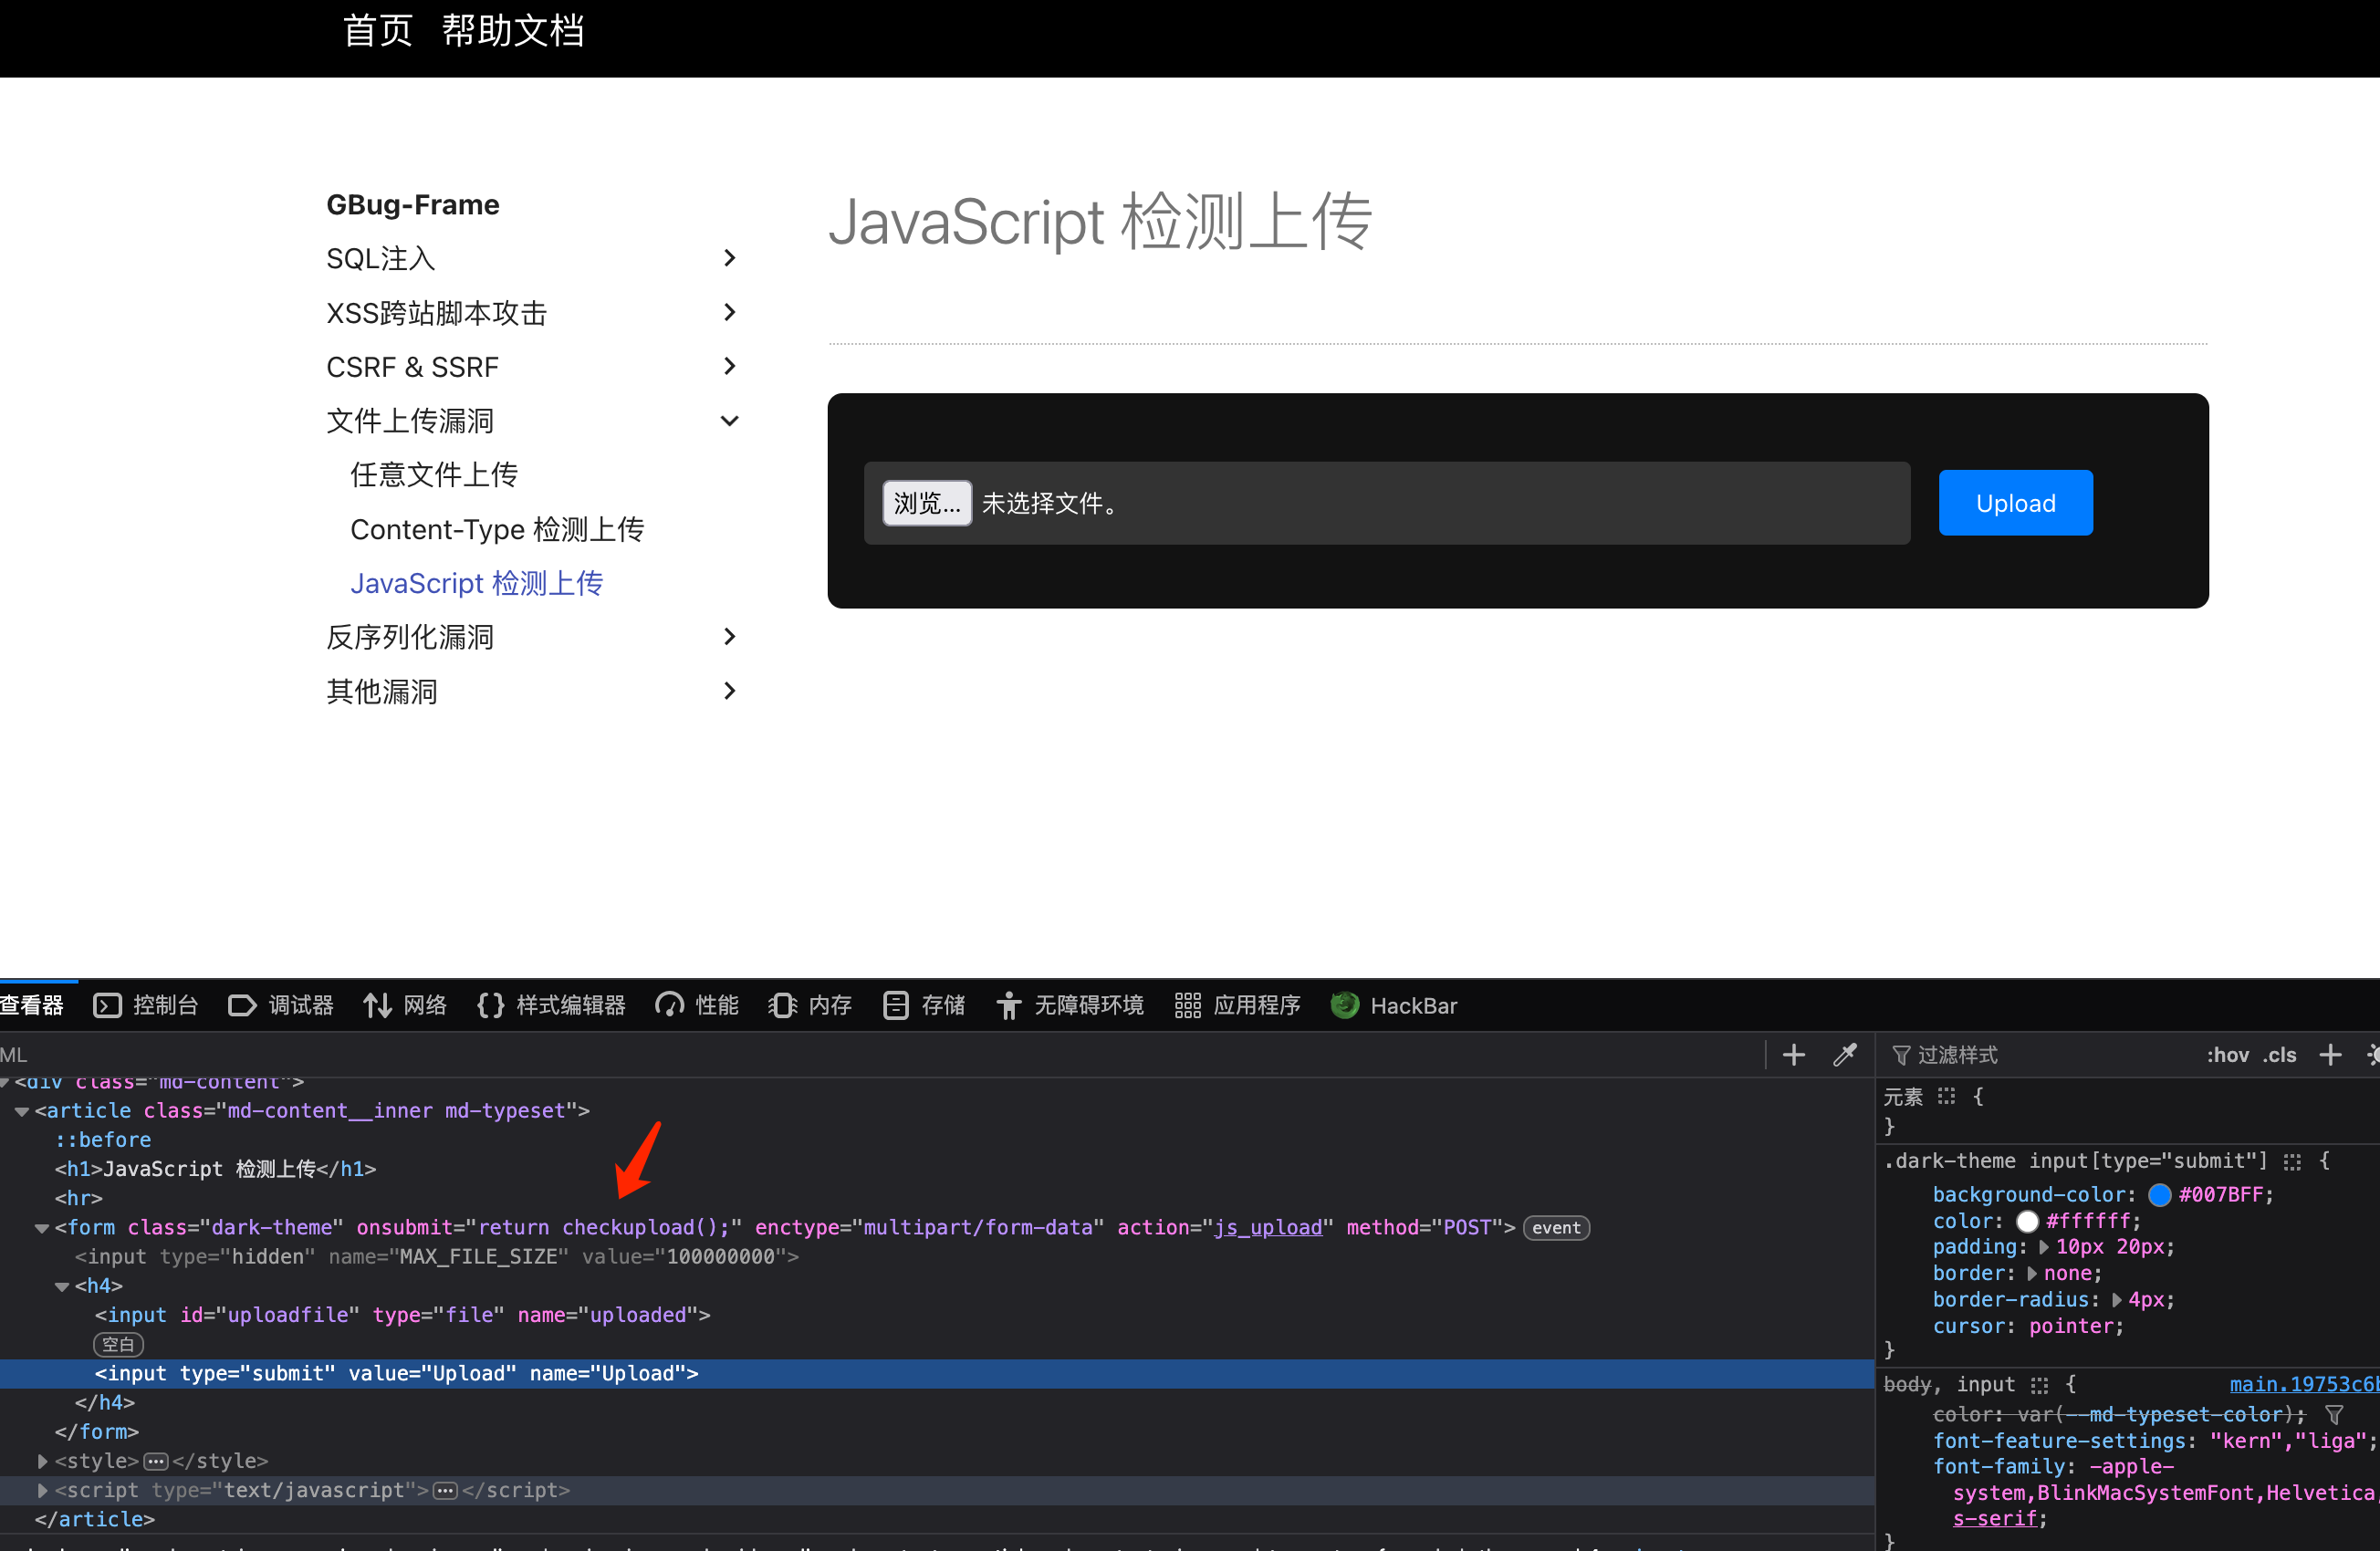 首页 帮助文档
GBug-Frame
SQL注入
XSS跨站脚本攻击
CSRF & SSRF
文件上传漏洞
任意文件上传
Content-Type 检测上传
JavaScript 检测上传
反序列化漏洞
其他漏洞
JavaScript 检测上传
浏览... 未选择文件。 Upload
查看器 控制台 调试器 网络 样式编辑器 性能 内存 存储 无障碍环境 应用程序 HackBar
ML
<div class="md-content">
<article class="md-content__inner md-typeset">
::before
<h1>JavaScript 检测上传</h1>
<hr>
<form class="dark-theme" onsubmit="return checkupload();" enctype="multipart/form-data" action="js_upload" method="POST"> event
<input type="hidden" name="MAX_FILE_SIZE" value="100000000">
<h4>
<input id="uploadfile" type="file" name="uploaded">
空白
<input type="submit" value="Upload" name="Upload">
</h4>
</form>
<style>…</style>
<script type="text/javascript">…</script>
</article>
过滤样式 :hov .cls
元素 {
}
.dark-theme input[type="submit"] {
background-color: #007BFF;
color: #ffffff;
padding: 10px 20px;
border: none;
border-radius: 4px;
cursor: pointer;
}
body, input { main.19753c6b
color: var(--md-typeset-color);
font-feature-settings: "kern","liga";
font-family: -apple-
system,BlinkMacSystemFont,Helvetica,
s-serif;
}